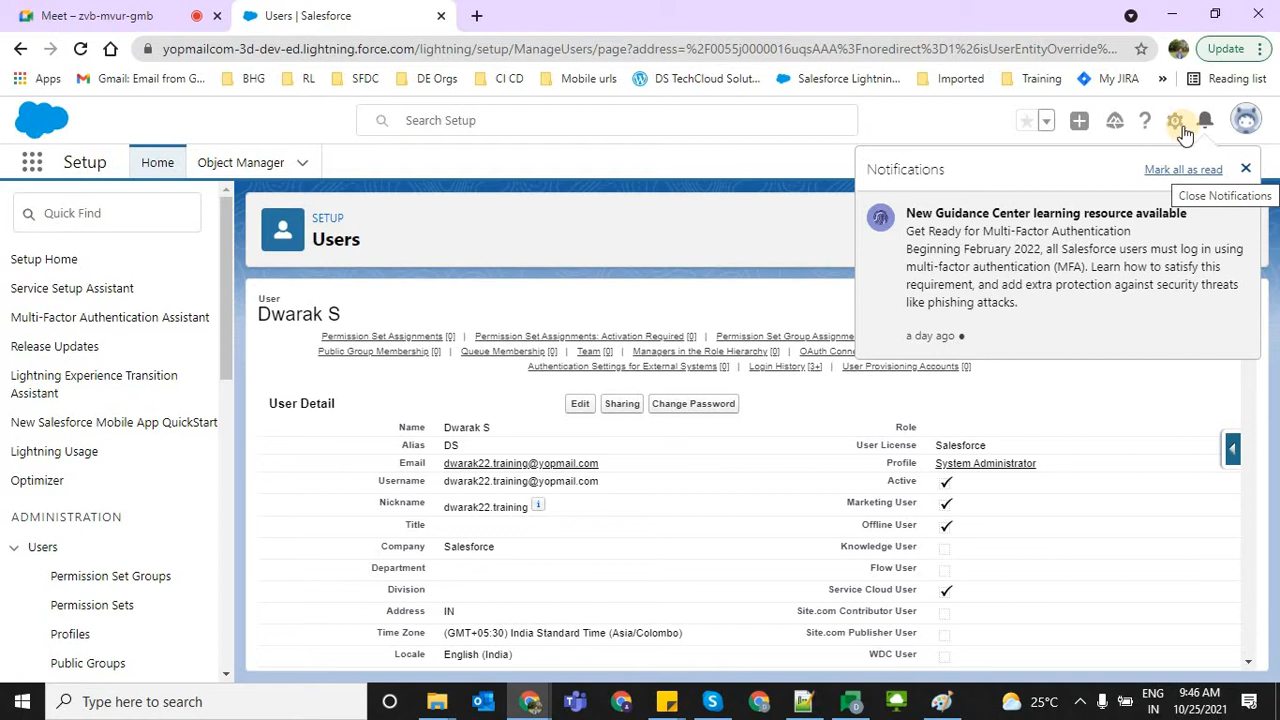 Meet – zvb-mvur-gmb
Users | Salesforce
yopmailcom-3d-dev-ed.lightning.force.com/lightning/setup/ManageUsers/page?address=%2F0055j0000016uqsAAA%3Fnoredirect%3D1%26isUserEntityOverride%...
Update
Apps
Gmail: Email from G...
BHG
RL
SFDC
DE Orgs
CI CD
Mobile urls
DS TechCloud Solut...
Salesforce Lightnin...
Imported
Training
My JIRA
»
Reading list
Search Setup
Setup
Home
Object Manager
Notifications
Mark all as read
Close Notifications
New Guidance Center learning resource available
Get Ready for Multi-Factor Authentication
Beginning February 2022, all Salesforce users must log in using
multi-factor authentication (MFA). Learn how to satisfy this
requirement, and add extra protection against security threats
like phishing attacks.
a day ago ●
Quick Find
Setup Home
Service Setup Assistant
Multi-Factor Authentication Assistant
Release Updates
Lightning Experience Transition
Assistant
New Salesforce Mobile App QuickStart
Lightning Usage
Optimizer
ADMINISTRATION
Users
Permission Set Groups
Permission Sets
Profiles
Public Groups
SETUP
Users
User
Dwarak S
Permission Set Assignments [0] | Permission Set Assignments: Activation Required [0] | Permission Set Group Assignme
Public Group Membership [0] | Queue Membership [0] | Team [0] | Managers in the Role Hierarchy [0] | OAuth Conne
Authentication Settings for External Systems [0] | Login History [3+] | User Provisioning Accounts [0]
User Detail
Edit
Sharing
Change Password
Name Dwarak S Role
Alias DS User License Salesforce
Email dwarak22.training@yopmail.com Profile System Administrator
Username dwarak22.training@yopmail.com Active
Nickname dwarak22.training i Marketing User
Title Offline User
Company Salesforce Knowledge User
Department Flow User
Division Service Cloud User
Address IN Site.com Contributor User
Time Zone (GMT+05:30) India Standard Time (Asia/Colombo) Site.com Publisher User
Locale English (India) WDC User
Type here to search
25°C
ENG
IN
9:46 AM
10/25/2021